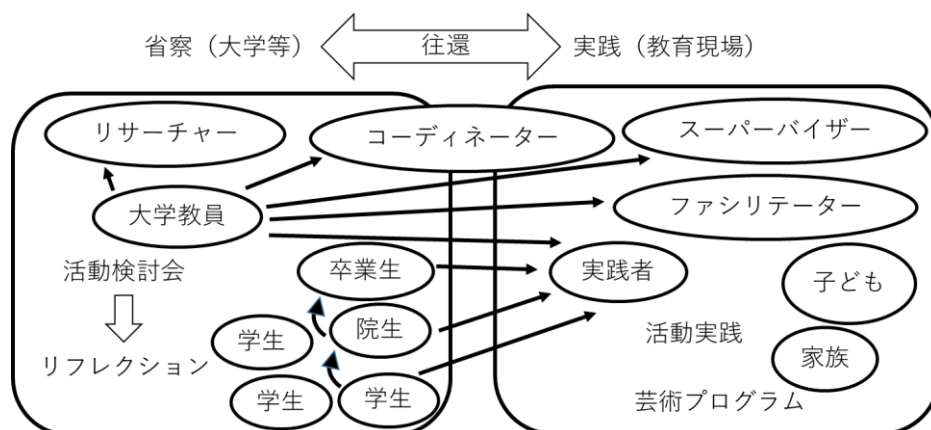 省察（大学等）
往還
実践（教育現場）
リサーチャー
コーディネーター
スーパーバイザー
大学教員
ファシリテーター
活動検討会
卒業生
実践者
子ども
院生
学生
活動実践
リフレクション
家族
学生
学生
芸術プログラム